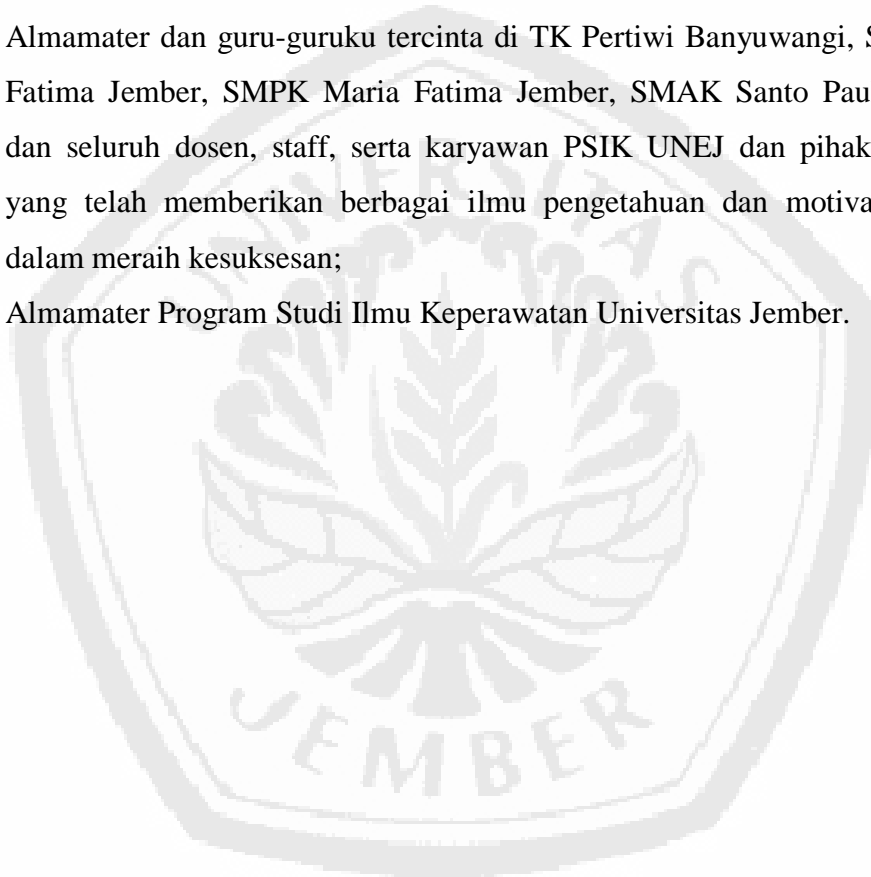 Almamater dan guru-guruku tercinta di TK Pertiwi Banyuwangi, S
Fatima Jember, SMPK Maria Fatima Jember, SMAK Santo Pau
dan seluruh dosen, staff, serta karyawan PSIK UNEJ dan pihak
yang telah memberikan berbagai ilmu pengetahuan dan motiva
dalam meraih kesuksesan;
Almamater Program Studi Ilmu Keperawatan Universitas Jember.
UNIVERSITAS
JEMBER